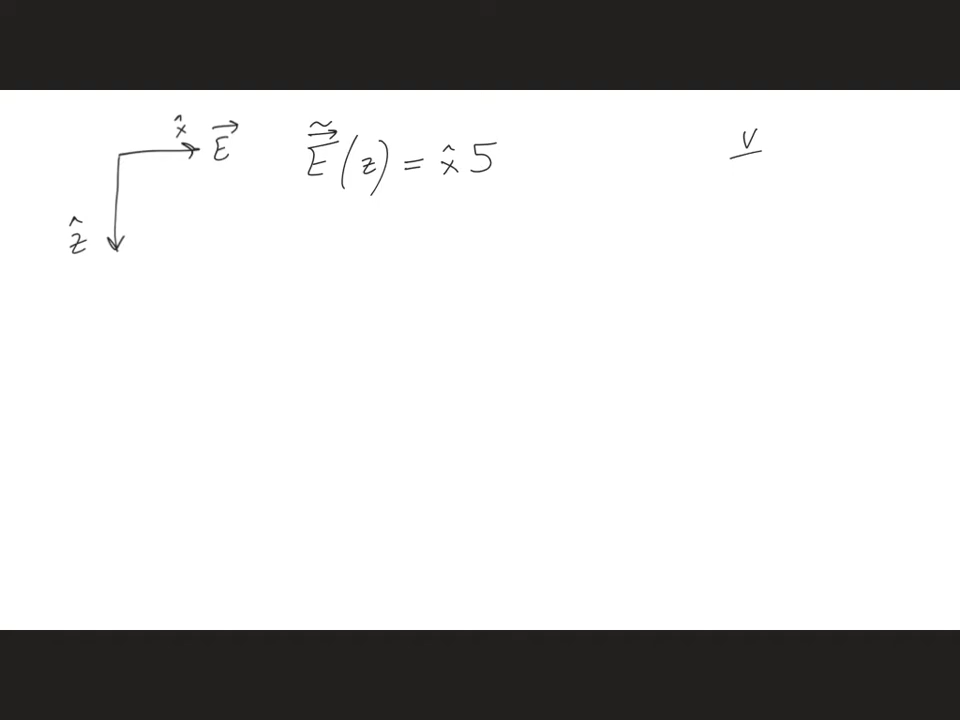 x̂ E⃗ Ẽ⃗(z) = x̂ 5 V
ẑ